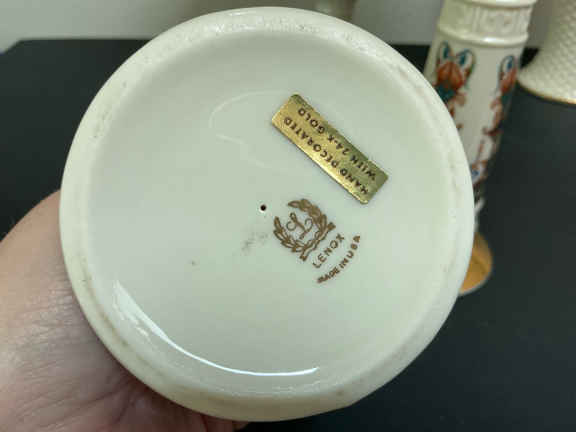 HAND DECORATED
WITH 24K GOLD
L
LENOX
MADE IN USA